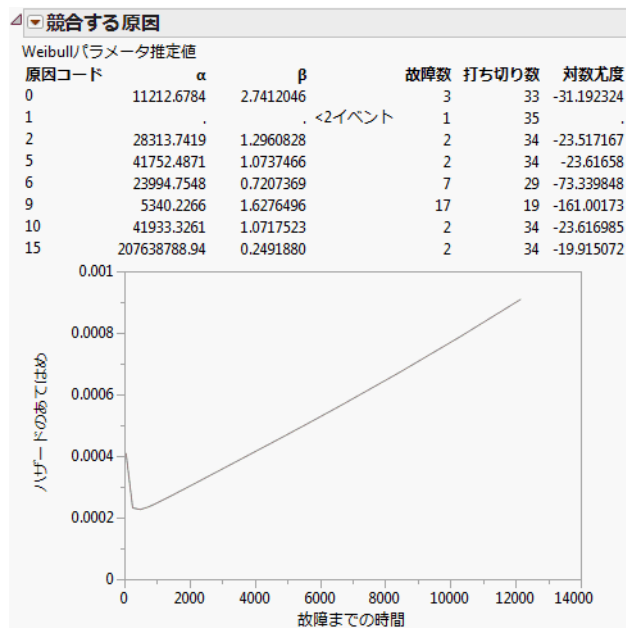 競合する原因
Weibullパラメータ推定値
原因コード α β 故障数 打ち切り数 対数尤度
0 11212.6784 2.7412046 3 33 -31.192324
1 . . <2イベント 1 35 .
2 28313.7419 1.2960828 2 34 -23.517167
5 41752.4871 1.0737466 2 34 -23.61658
6 23994.7548 0.7207369 7 29 -73.339848
9 5340.2266 1.6276496 17 19 -161.00173
10 41933.3261 1.0717523 2 34 -23.616985
15 207638788.94 0.2491880 2 34 -19.915072
0.001
0.0008
0.0006
0.0004
0.0002
0
ハザードのあてはめ
0 2000 4000 6000 8000 10000 12000 14000
故障までの時間